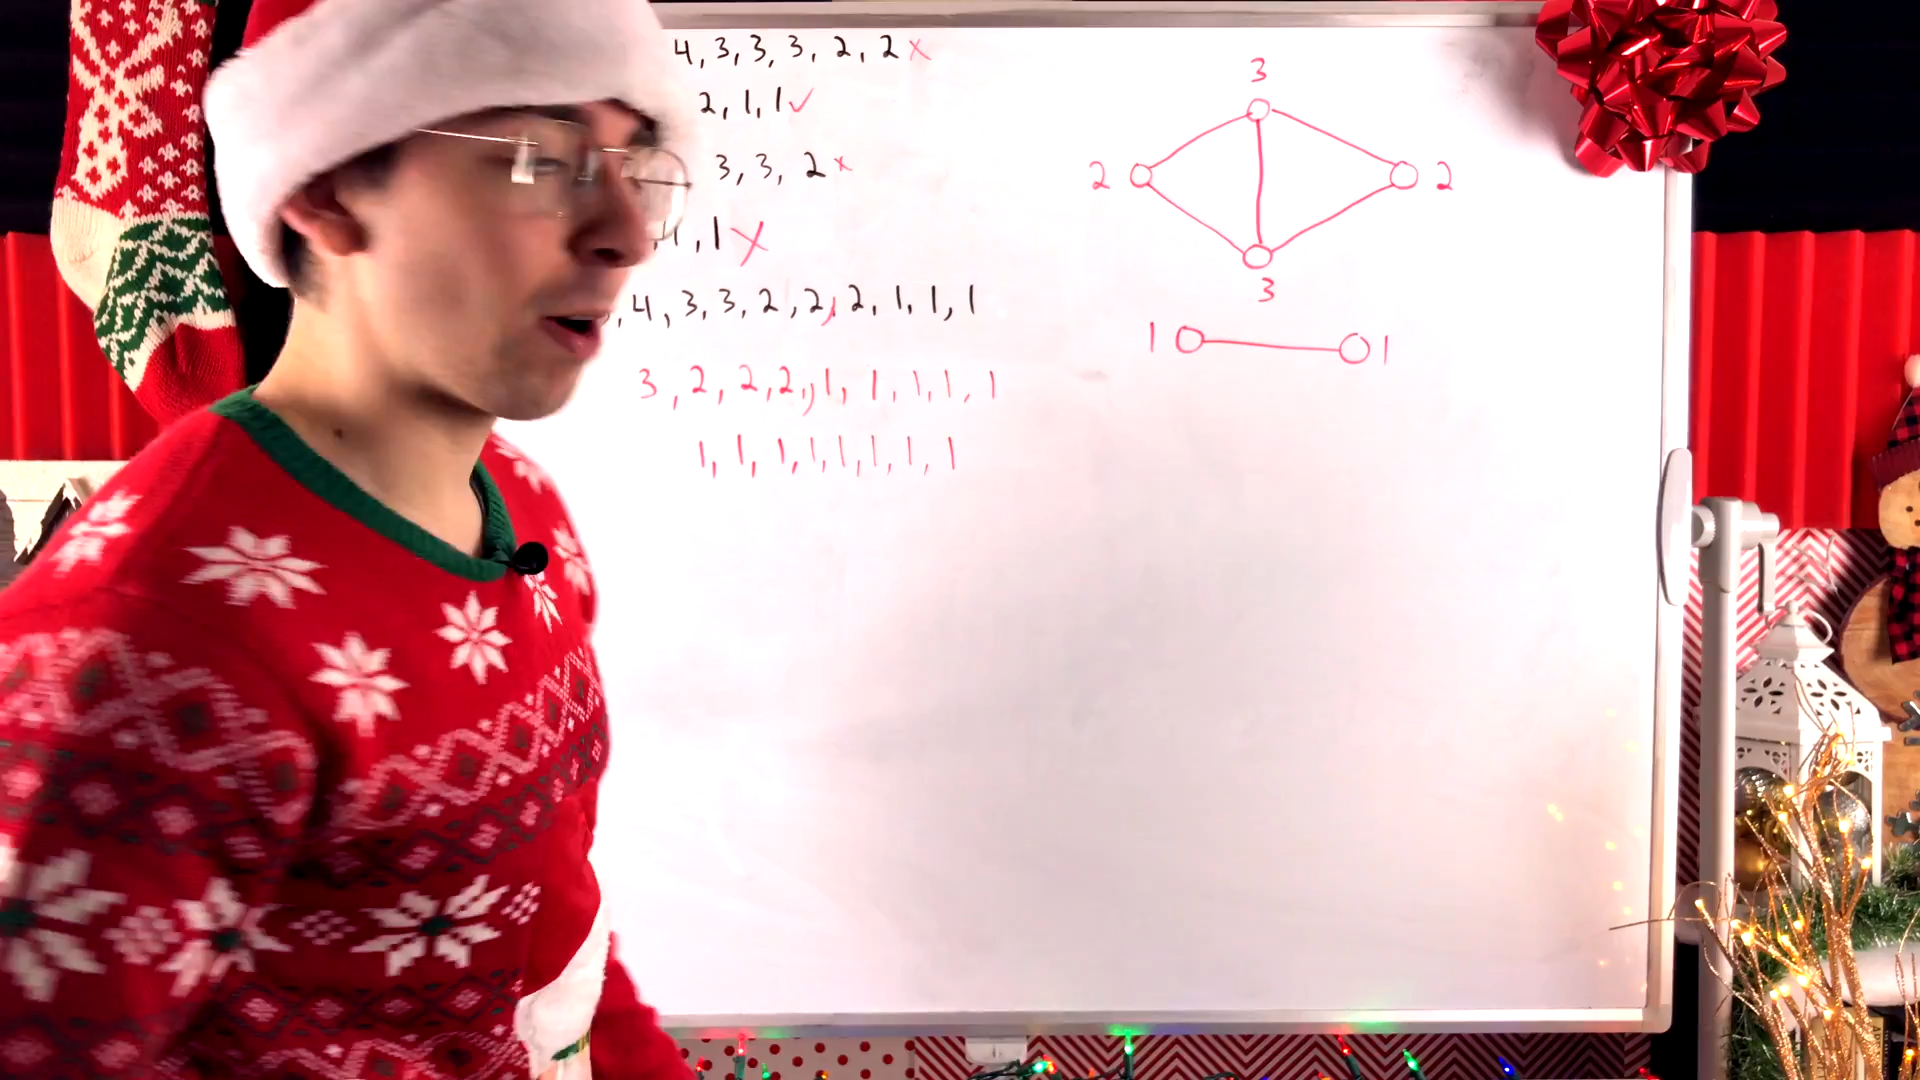 4, 3, 3, 3, 2, 2 x
2, 1, 1 ✓
3, 3, 2 x
, 1 X
, 4, 3, 3, 2, 2, 2, 1, 1, 1
3, 2, 2, 2, 1, 1, 1, 1, 1
1, 1, 1, 1, 1, 1, 1, 1
3
2 2
3
1 1